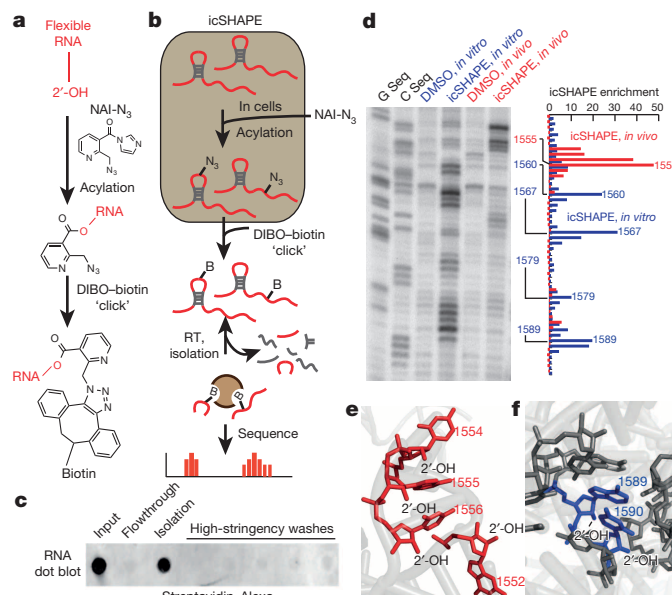 a
Flexible
RNA
2′-OH
NAI-N3
N3
Acylation
RNA
N3
DIBO–biotin
'click'
RNA
Biotin
b
icSHAPE
In cells
Acylation
NAI-N3
N3
N3
DIBO–biotin
'click'
B
B
RT,
isolation
B
B
Sequence
c
Input
Flowthrough
Isolation
High-stringency washes
RNA
dot blot
d
G Seq
C Seq
DMSO, in vitro
icSHAPE, in vitro
DMSO, in vivo
icSHAPE, in vivo
icSHAPE enrichment
0 10 20 30 40 50
icSHAPE, in vivo
1555
1560
1560
1567
icSHAPE, in vitro
1567
1579
1579
1589
1589
e
1554
2′-OH
1555
2′-OH
1556
2′-OH
2′-OH
1552
f
1589
1590
2′-OH
2′-OH